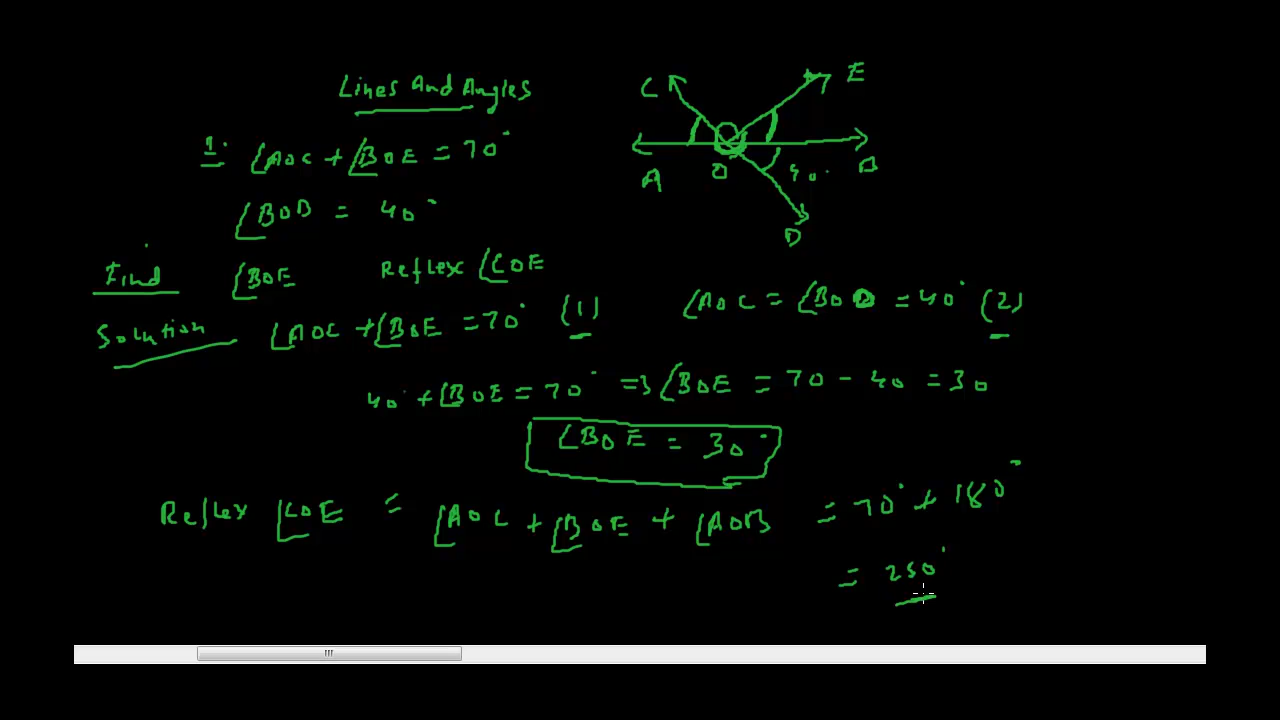 Lines And Angles
1. ∠AOC + ∠BOE = 70°
∠BOD = 40°
Find ∠BOE Reflex ∠COE
Solution ∠AOC + ∠BOE = 70° (1) ∠AOC = ∠BOD = 40° (2)
40° + ∠BOE = 70° => ∠BOE = 70 - 40 = 30
∠BOE = 30°
Reflex ∠COE = ∠AOC + ∠BOE + ∠AOB = 70° + 180°
= 250°
C E
A O 40° B
D